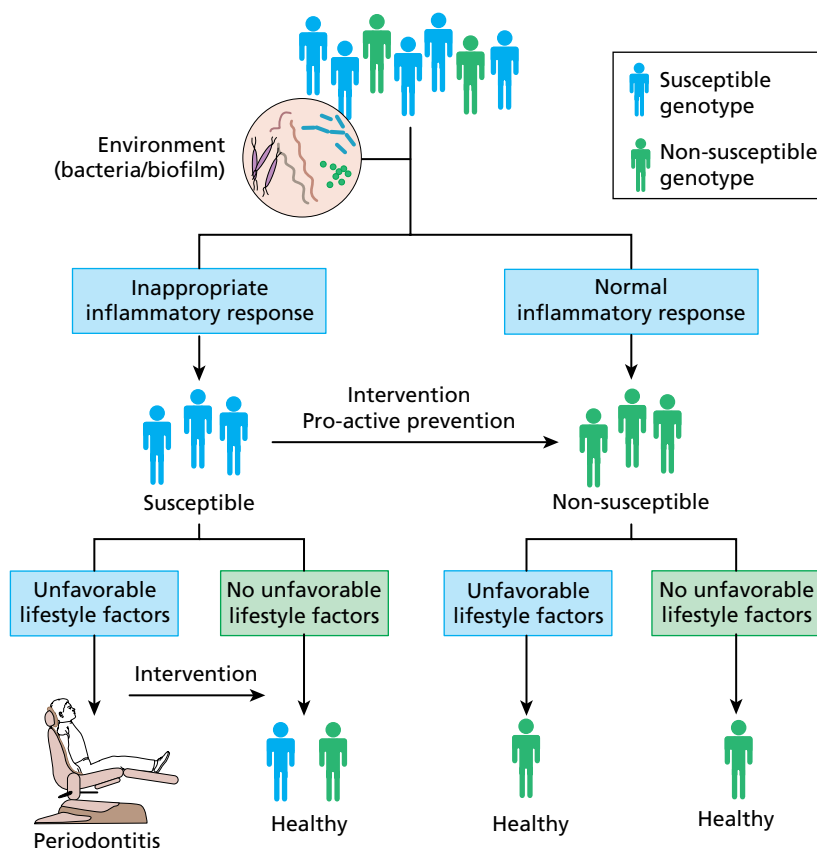 Susceptible
genotype
Non-susceptible
genotype
Environment
(bacteria/biofilm)
Inappropriate
inflammatory response
Normal
inflammatory response
Intervention
Pro-active prevention
Susceptible
Non-susceptible
Unfavorable
lifestyle factors
No unfavorable
lifestyle factors
Unfavorable
lifestyle factors
No unfavorable
lifestyle factors
Intervention
Periodontitis
Healthy
Healthy
Healthy